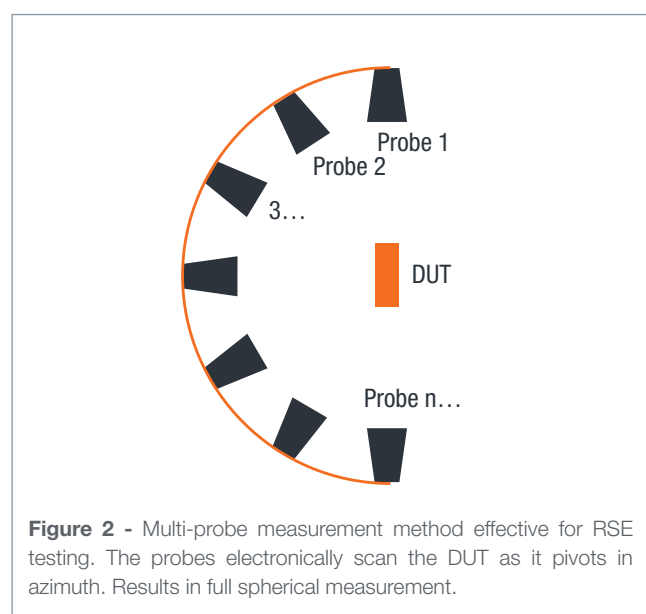 Probe 1
Probe 2
3…
DUT
Probe n…
Figure 2 - Multi-probe measurement method effective for RSE
testing. The probes electronically scan the DUT as it pivots in
azimuth. Results in full spherical measurement.